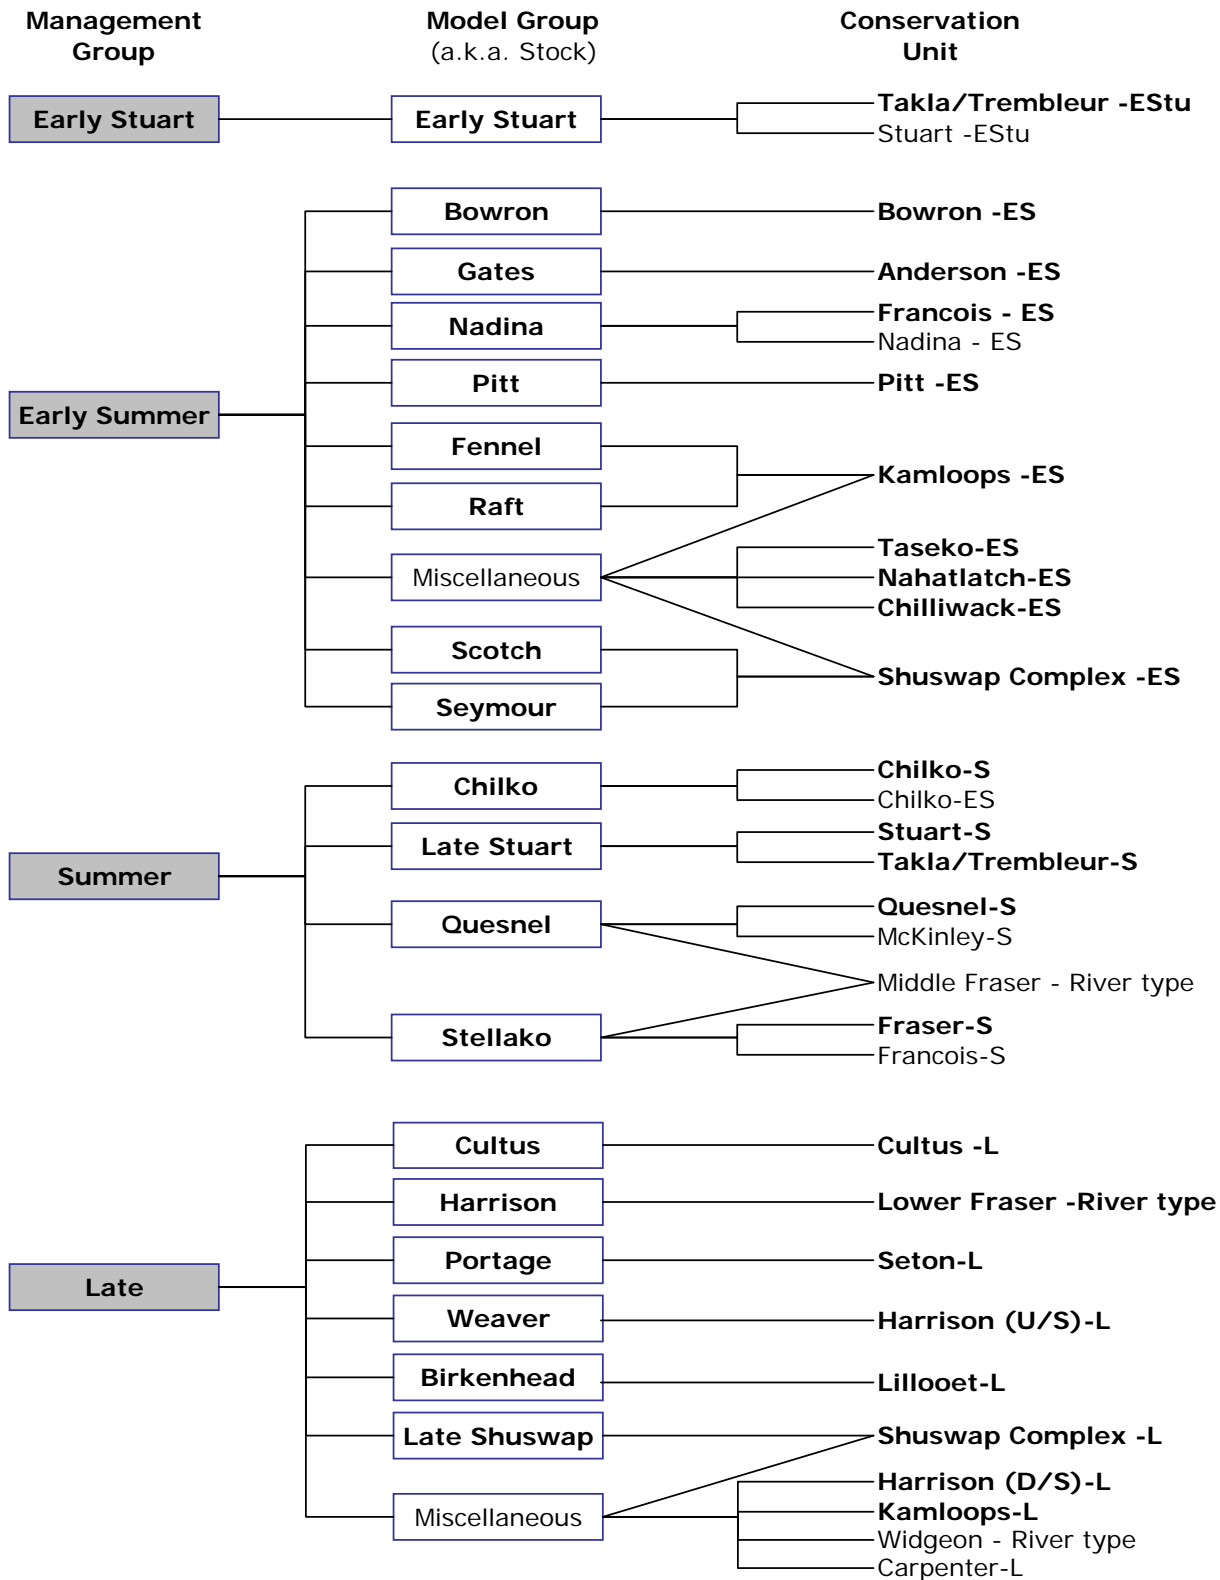 Management
Group
Model Group
(a.k.a. Stock)
Conservation
Unit
Early Stuart
Early Stuart
Takla/Trembleur -EStu
Stuart -EStu
Early Summer
Bowron
Bowron -ES
Gates
Anderson -ES
Nadina
Francois - ES
Nadina - ES
Pitt
Pitt -ES
Fennel
Raft
Kamloops -ES
Miscellaneous
Taseko-ES
Nahatlatch-ES
Chilliwack-ES
Scotch
Seymour
Shuswap Complex -ES
Summer
Chilko
Chilko-S
Chilko-ES
Late Stuart
Stuart-S
Takla/Trembleur-S
Quesnel
Quesnel-S
McKinley-S
Middle Fraser - River type
Stellako
Fraser-S
Francois-S
Late
Cultus
Cultus -L
Harrison
Lower Fraser -River type
Portage
Seton-L
Weaver
Harrison (U/S)-L
Birkenhead
Lillooet-L
Late Shuswap
Shuswap Complex -L
Miscellaneous
Harrison (D/S)-L
Kamloops-L
Widgeon - River type
Carpenter-L